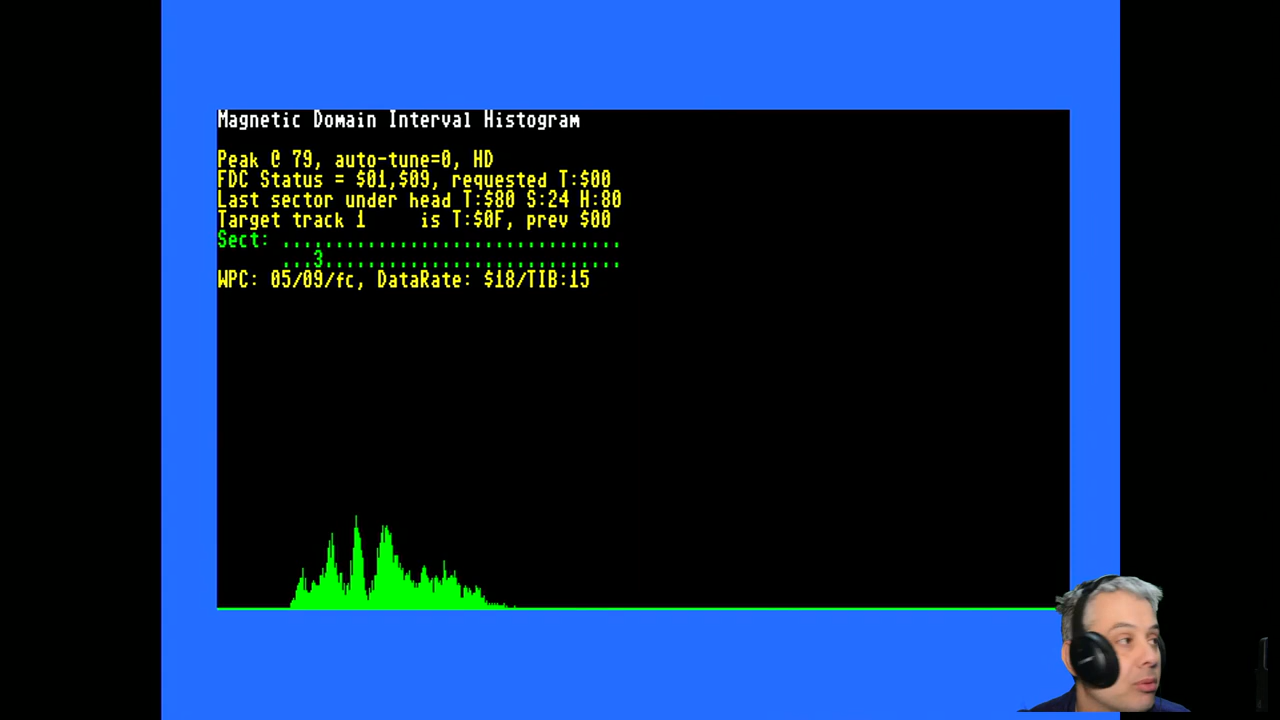 Magnetic Domain Interval Histogram
Peak @ 79, auto-tune=0, HD
FDC Status = $01,$09, requested T:$00
Last sector under head T:$80 S:24 H:80
Target track 1     is T:$0F, prev $00
Sect: ................................
...3............................
WPC: 05/09/fc, DataRate: $18/TIB:15